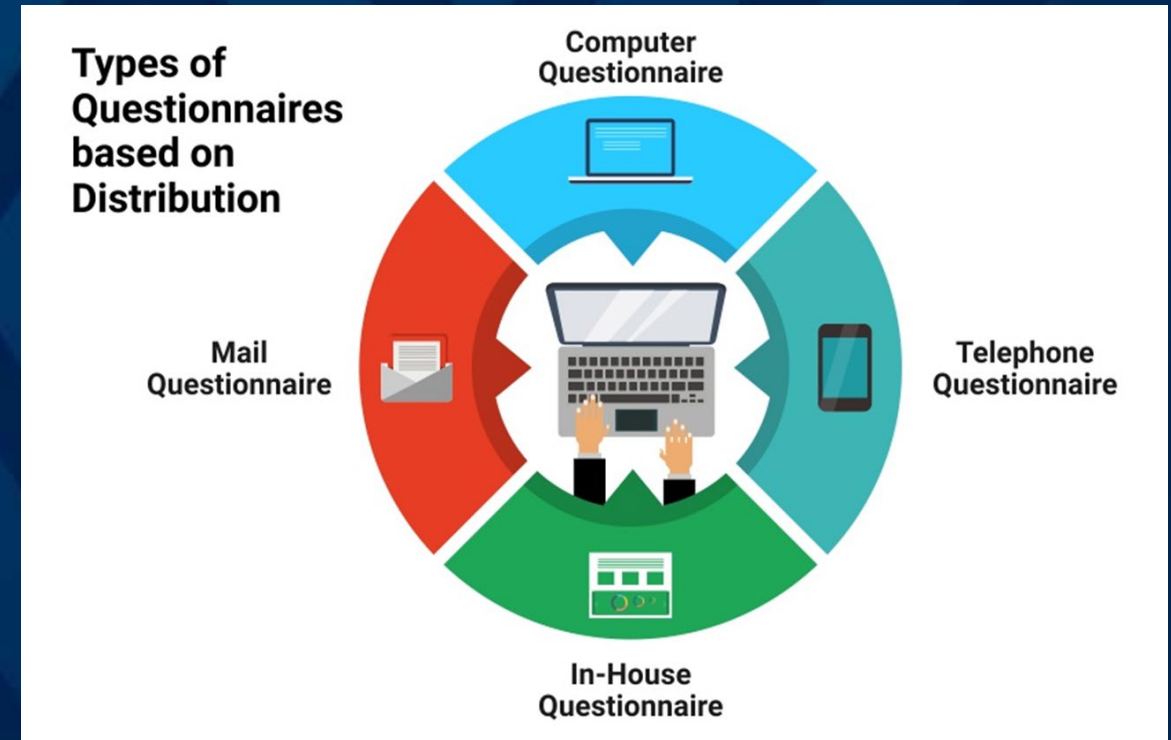 Types of
Questionnaires
based on
Distribution
Computer
Questionnaire
Mail
Questionnaire
Telephone
Questionnaire
In-House
Questionnaire